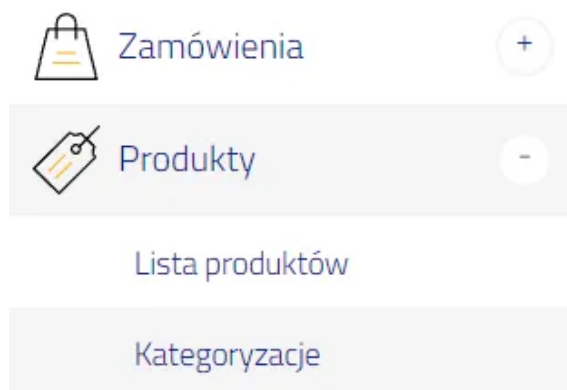 Zamówienia +
Produkty -
Lista produktów
Kategoryzacje